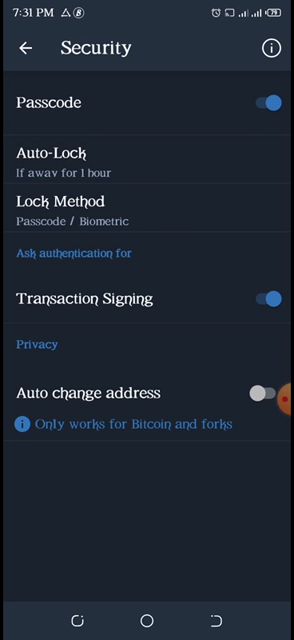 7:31 PM
79
Security
Passcode
Auto-Lock
If away for 1 hour
Lock Method
Passcode / Biometric
Ask authentication for
Transaction Signing
Privacy
Auto change address
Only works for Bitcoin and forks